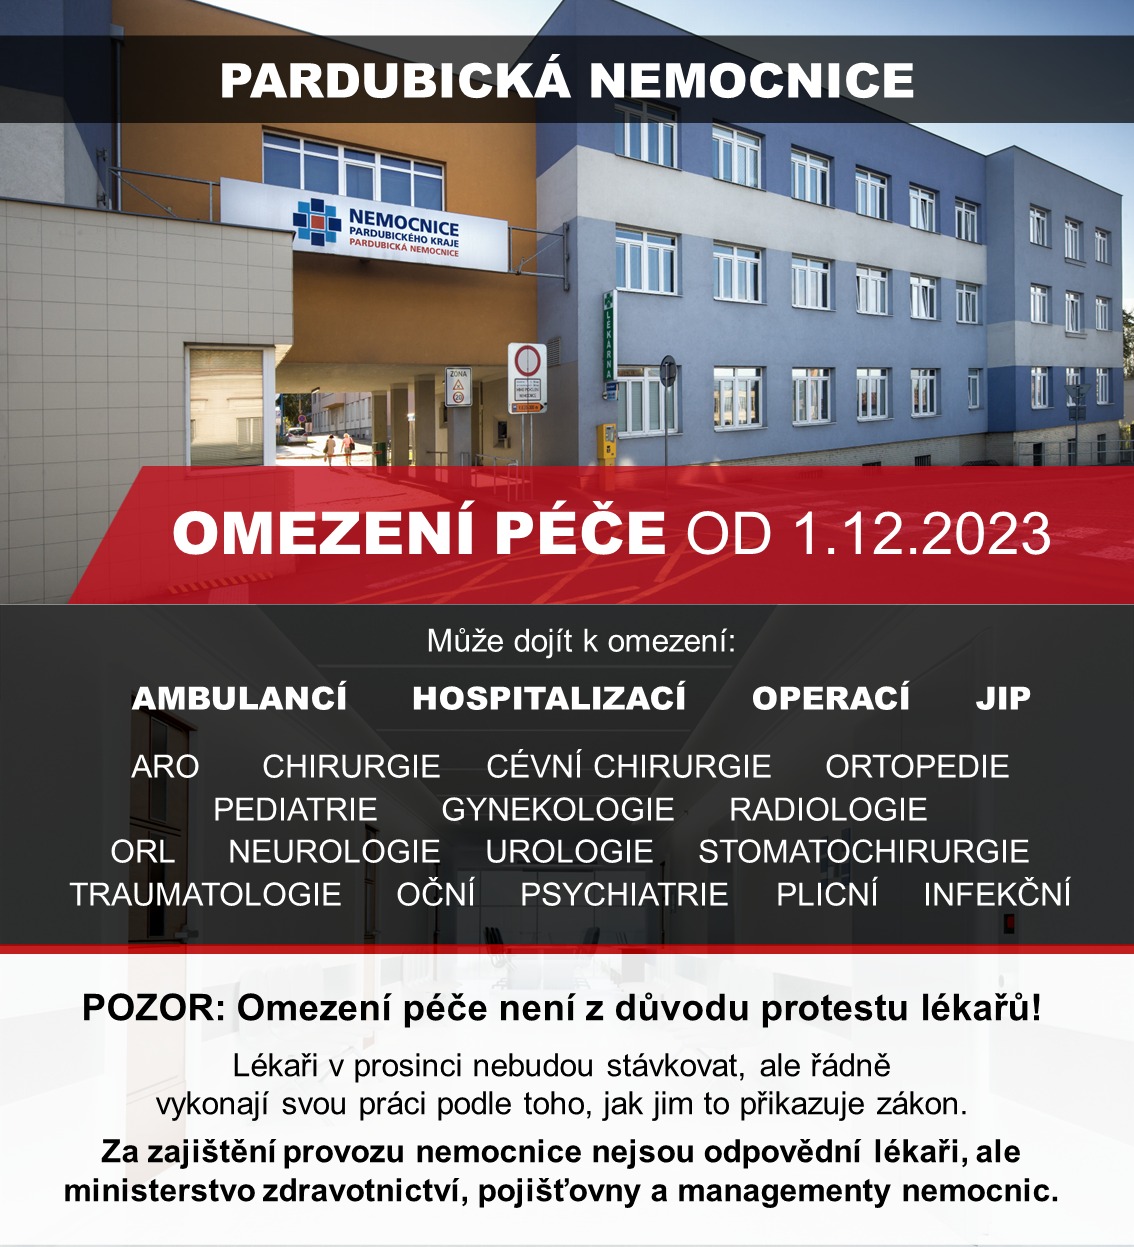 PARDUBICKÁ NEMOCNICE
NEMOCNICE
PARDUBICKÉHO KRAJE
PARDUBICKÁ NEMOCNICE
LÉKÁRNA
ZONA
20
OMEZENÍ PÉČE OD 1.12.2023
Může dojít k omezení:
AMBULANCÍ HOSPITALIZACÍ OPERACÍ JIP
ARO CHIRURGIE CÉVNÍ CHIRURGIE ORTOPEDIE
PEDIATRIE GYNEKOLOGIE RADIOLOGIE
ORL NEUROLOGIE UROLOGIE STOMATOCHIRURGIE
TRAUMATOLOGIE OČNÍ PSYCHIATRIE PLICNÍ INFEKČNÍ
POZOR: Omezení péče není z důvodu protestu lékařů!
Lékaři v prosinci nebudou stávkovat, ale řádně
vykonají svou práci podle toho, jak jim to přikazuje zákon.
Za zajištění provozu nemocnice nejsou odpovědní lékaři, ale
ministerstvo zdravotnictví, pojišťovny a managementy nemocnic.